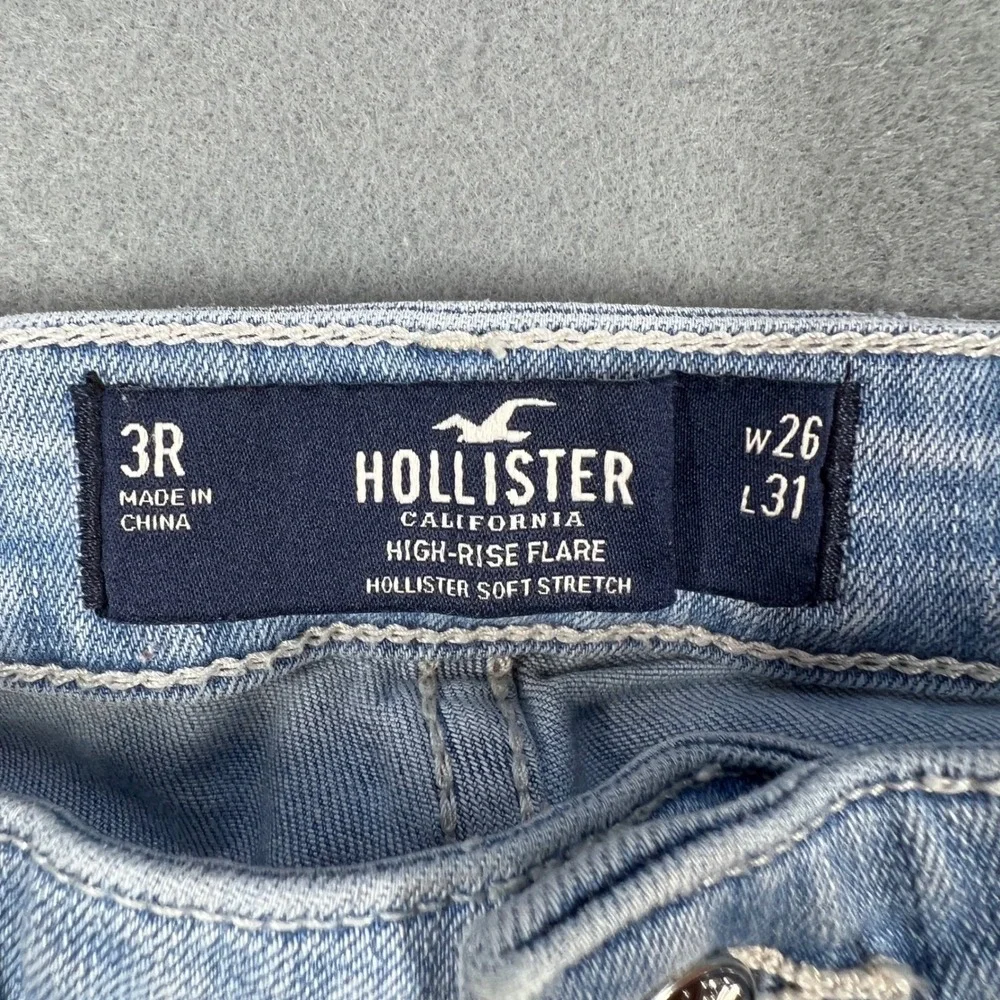 3R
MADE IN
CHINA
HOLLISTER
CALIFORNIA
HIGH-RISE FLARE
HOLLISTER SOFT STRETCH
W26
L31